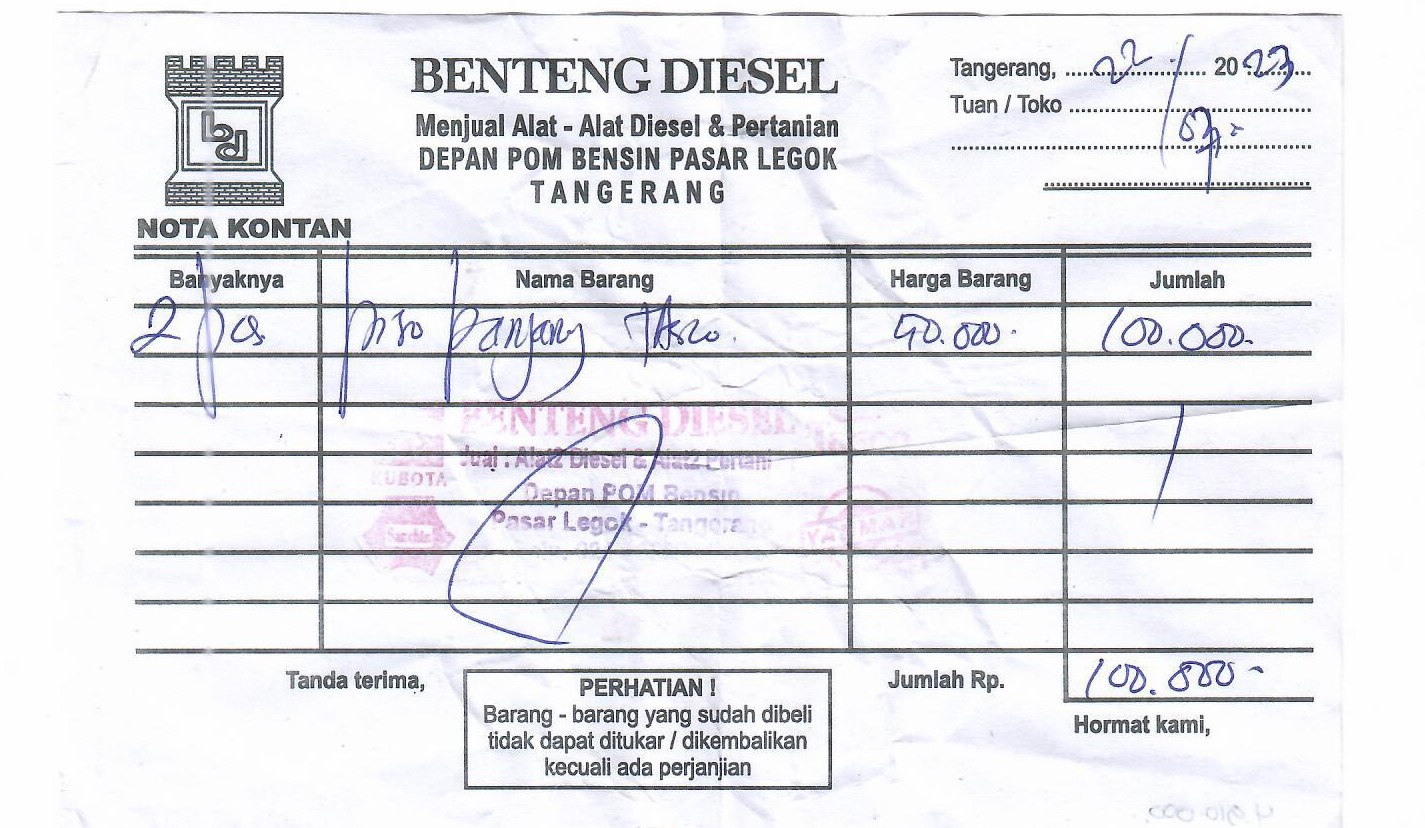 bd
BENTENG DIESEL
Menjual Alat - Alat Diesel & Pertanian
DEPAN POM BENSIN PASAR LEGOK
TANGERANG
Tangerang, 22/ 2023
Tuan / Toko
NOTA KONTAN
Banyaknya Nama Barang Harga Barang Jumlah
2 pcs panjang 50.000. 100.000.
BENTENG DIESEL
Jual : Alat2 Diesel & Alat2 Pertani
KUBOTA
Depan POM Bensin
Pasar Legok - Tangerang
Tanda terima,
PERHATIAN !
Barang - barang yang sudah dibeli
tidak dapat ditukar / dikembalikan
kecuali ada perjanjian
Jumlah Rp. 100.000-
Hormat kami,